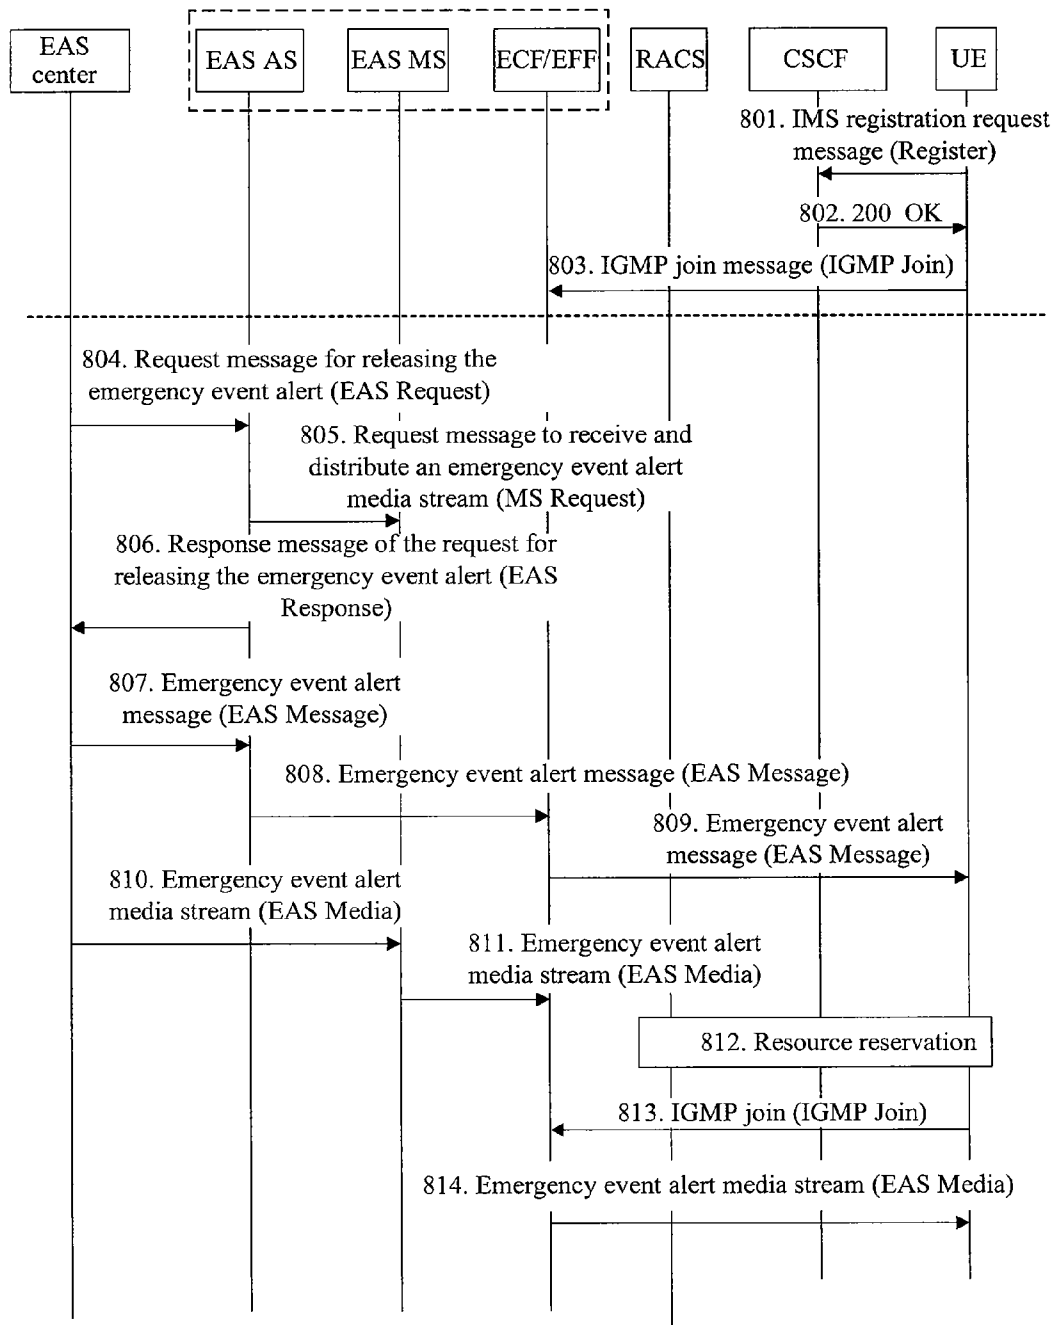 EAS
center
EAS AS
EAS MS
ECF/EFF
RACS
CSCF
UE
801. IMS registration request
message (Register)
802. 200 OK
803. IGMP join message (IGMP Join)
804. Request message for releasing the
emergency event alert (EAS Request)
805. Request message to receive and
distribute an emergency event alert
media stream (MS Request)
806. Response message of the request for
releasing the emergency event alert (EAS
Response)
807. Emergency event alert
message (EAS Message)
808. Emergency event alert message (EAS Message)
809. Emergency event alert
message (EAS Message)
810. Emergency event alert
media stream (EAS Media)
811. Emergency event alert
media stream (EAS Media)
812. Resource reservation
813. IGMP join (IGMP Join)
814. Emergency event alert media stream (EAS Media)